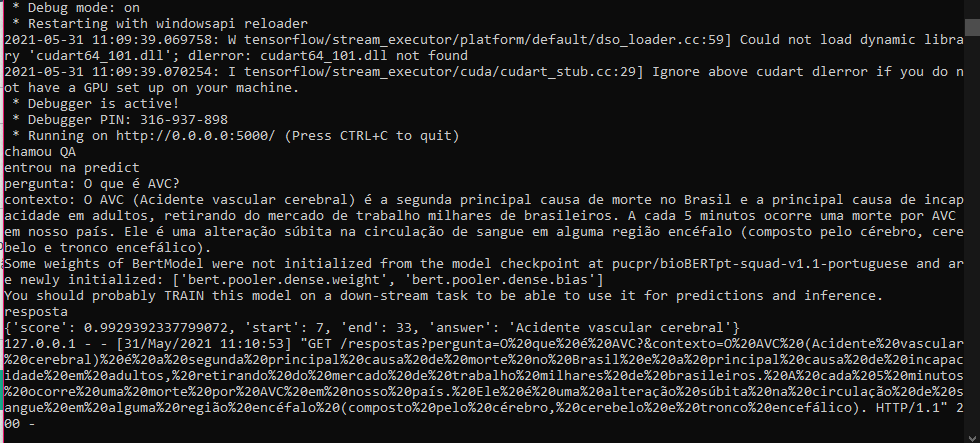 * Debug mode: on
* Restarting with windowsapi reloader
2021-05-31 11:09:39.069758: W tensorflow/stream_executor/platform/default/dso_loader.cc:59] Could not load dynamic libra
ry 'cudart64_101.dll'; dlerror: cudart64_101.dll not found
2021-05-31 11:09:39.070254: I tensorflow/stream_executor/cuda/cudart_stub.cc:29] Ignore above cudart dlerror if you do n
ot have a GPU set up on your machine.
* Debugger is active!
* Debugger PIN: 316-937-898
* Running on http://0.0.0.0:5000/ (Press CTRL+C to quit)
chamou QA
entrou na predict
pergunta: O que é AVC?
contexto: O AVC (Acidente vascular cerebral) é a segunda principal causa de morte no Brasil e a principal causa de incap
acidade em adultos, retirando do mercado de trabalho milhares de brasileiros. A cada 5 minutos ocorre uma morte por AVC
em nosso país. Ele é uma alteração súbita na circulação de sangue em alguma região encéfalo (composto pelo cérebro, cere
belo e tronco encefálico).
Some weights of BertModel were not initialized from the model checkpoint at pucpr/bioBERTpt-squad-v1.1-portuguese and ar
e newly initialized: ['bert.pooler.dense.weight', 'bert.pooler.dense.bias']
You should probably TRAIN this model on a down-stream task to be able to use it for predictions and inference.
resposta
{'score': 0.9929392337799072, 'start': 7, 'end': 33, 'answer': 'Acidente vascular cerebral'}
127.0.0.1 - - [31/May/2021 11:10:53] "GET /respostas?pergunta=O%20que%20é%20AVC?&contexto=O%20AVC%20(Acidente%20vascular
%20cerebral)%20é%20a%20segunda%20principal%20causa%20de%20morte%20no%20Brasil%20e%20a%20principal%20causa%20de%20incapac
idade%20em%20adultos,%20retirando%20do%20mercado%20de%20trabalho%20milhares%20de%20brasileiros.%20A%20cada%205%20minutos
%20ocorre%20uma%20morte%20por%20AVC%20em%20nosso%20país.%20Ele%20é%20uma%20alteração%20súbita%20na%20circulação%20de%20s
angue%20em%20alguma%20região%20encéfalo%20(composto%20pelo%20cérebro,%20cerebelo%20e%20tronco%20encefálico). HTTP/1.1" 2
00 -